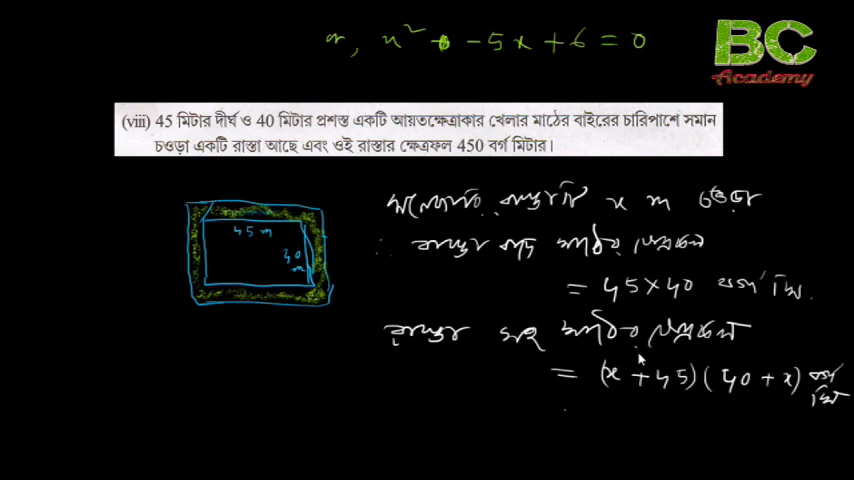 বা, x² - 5x + 6 = 0
BC
Academy
(viii) 45 মিটার দীর্ঘ ও 40 মিটার প্রশস্ত একটি আয়তক্ষেত্রাকার খেলার মাঠের বাইরের চারিপাশে সমান
চওড়া একটি রাস্তা আছে এবং ওই রাস্তার ক্ষেত্রফল 450 বর্গ মিটার।
45 m
40
m
মনেকরি, রাস্তাটি x m চওড়া
∴ রাস্তার বাদে মাঠের ক্ষেত্রফল
= 45×40 বর্গ মি.
রাস্তার সহ মাঠের ক্ষেত্রফল
= (x + 45) (40 + x) বর্গ
মি